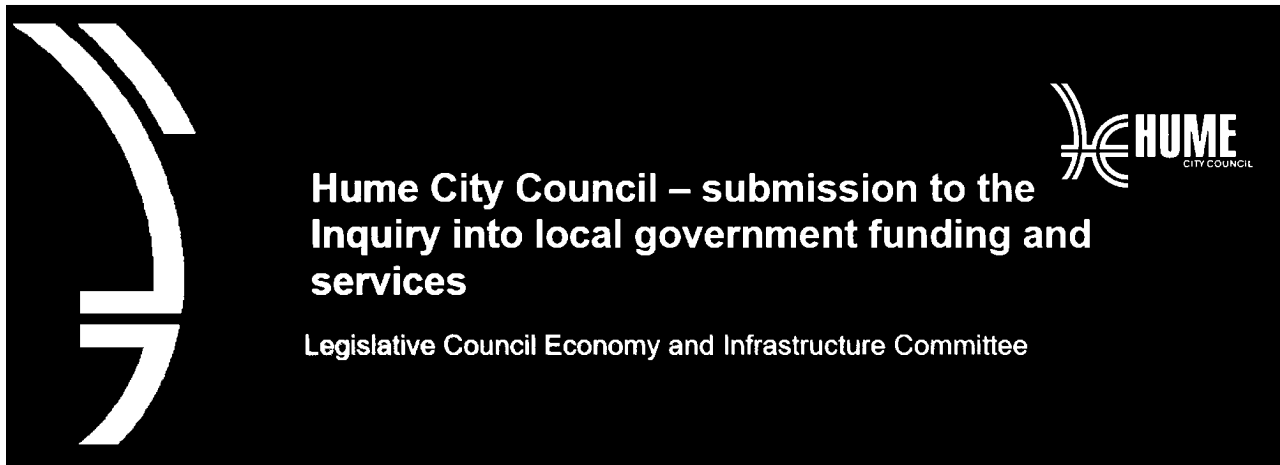 HUME
CITY COUNCIL
Hume City Council – submission to the
Inquiry into local government funding and
services
Legislative Council Economy and Infrastructure Committee